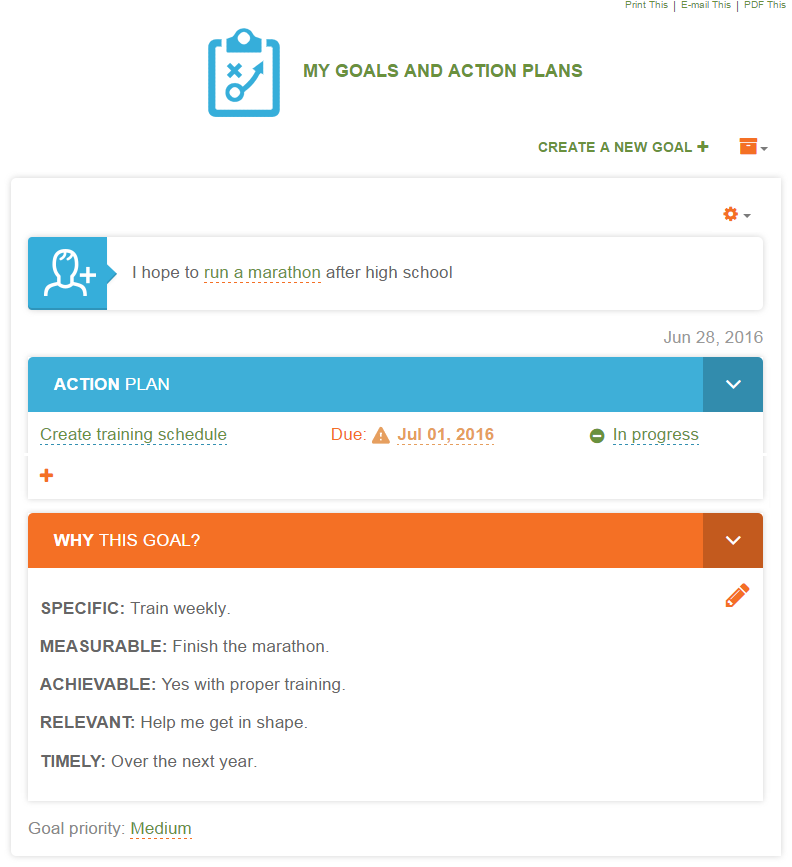 Print This | E-mail This | PDF This
MY GOALS AND ACTION PLANS
CREATE A NEW GOAL
I hope to run a marathon after high school
Jun 28, 2016
ACTION PLAN
Create training schedule Due: Jul 01, 2016 In progress
WHY THIS GOAL?
SPECIFIC: Train weekly.
MEASURABLE: Finish the marathon.
ACHIEVABLE: Yes with proper training.
RELEVANT: Help me get in shape.
TIMELY: Over the next year.
Goal priority: Medium